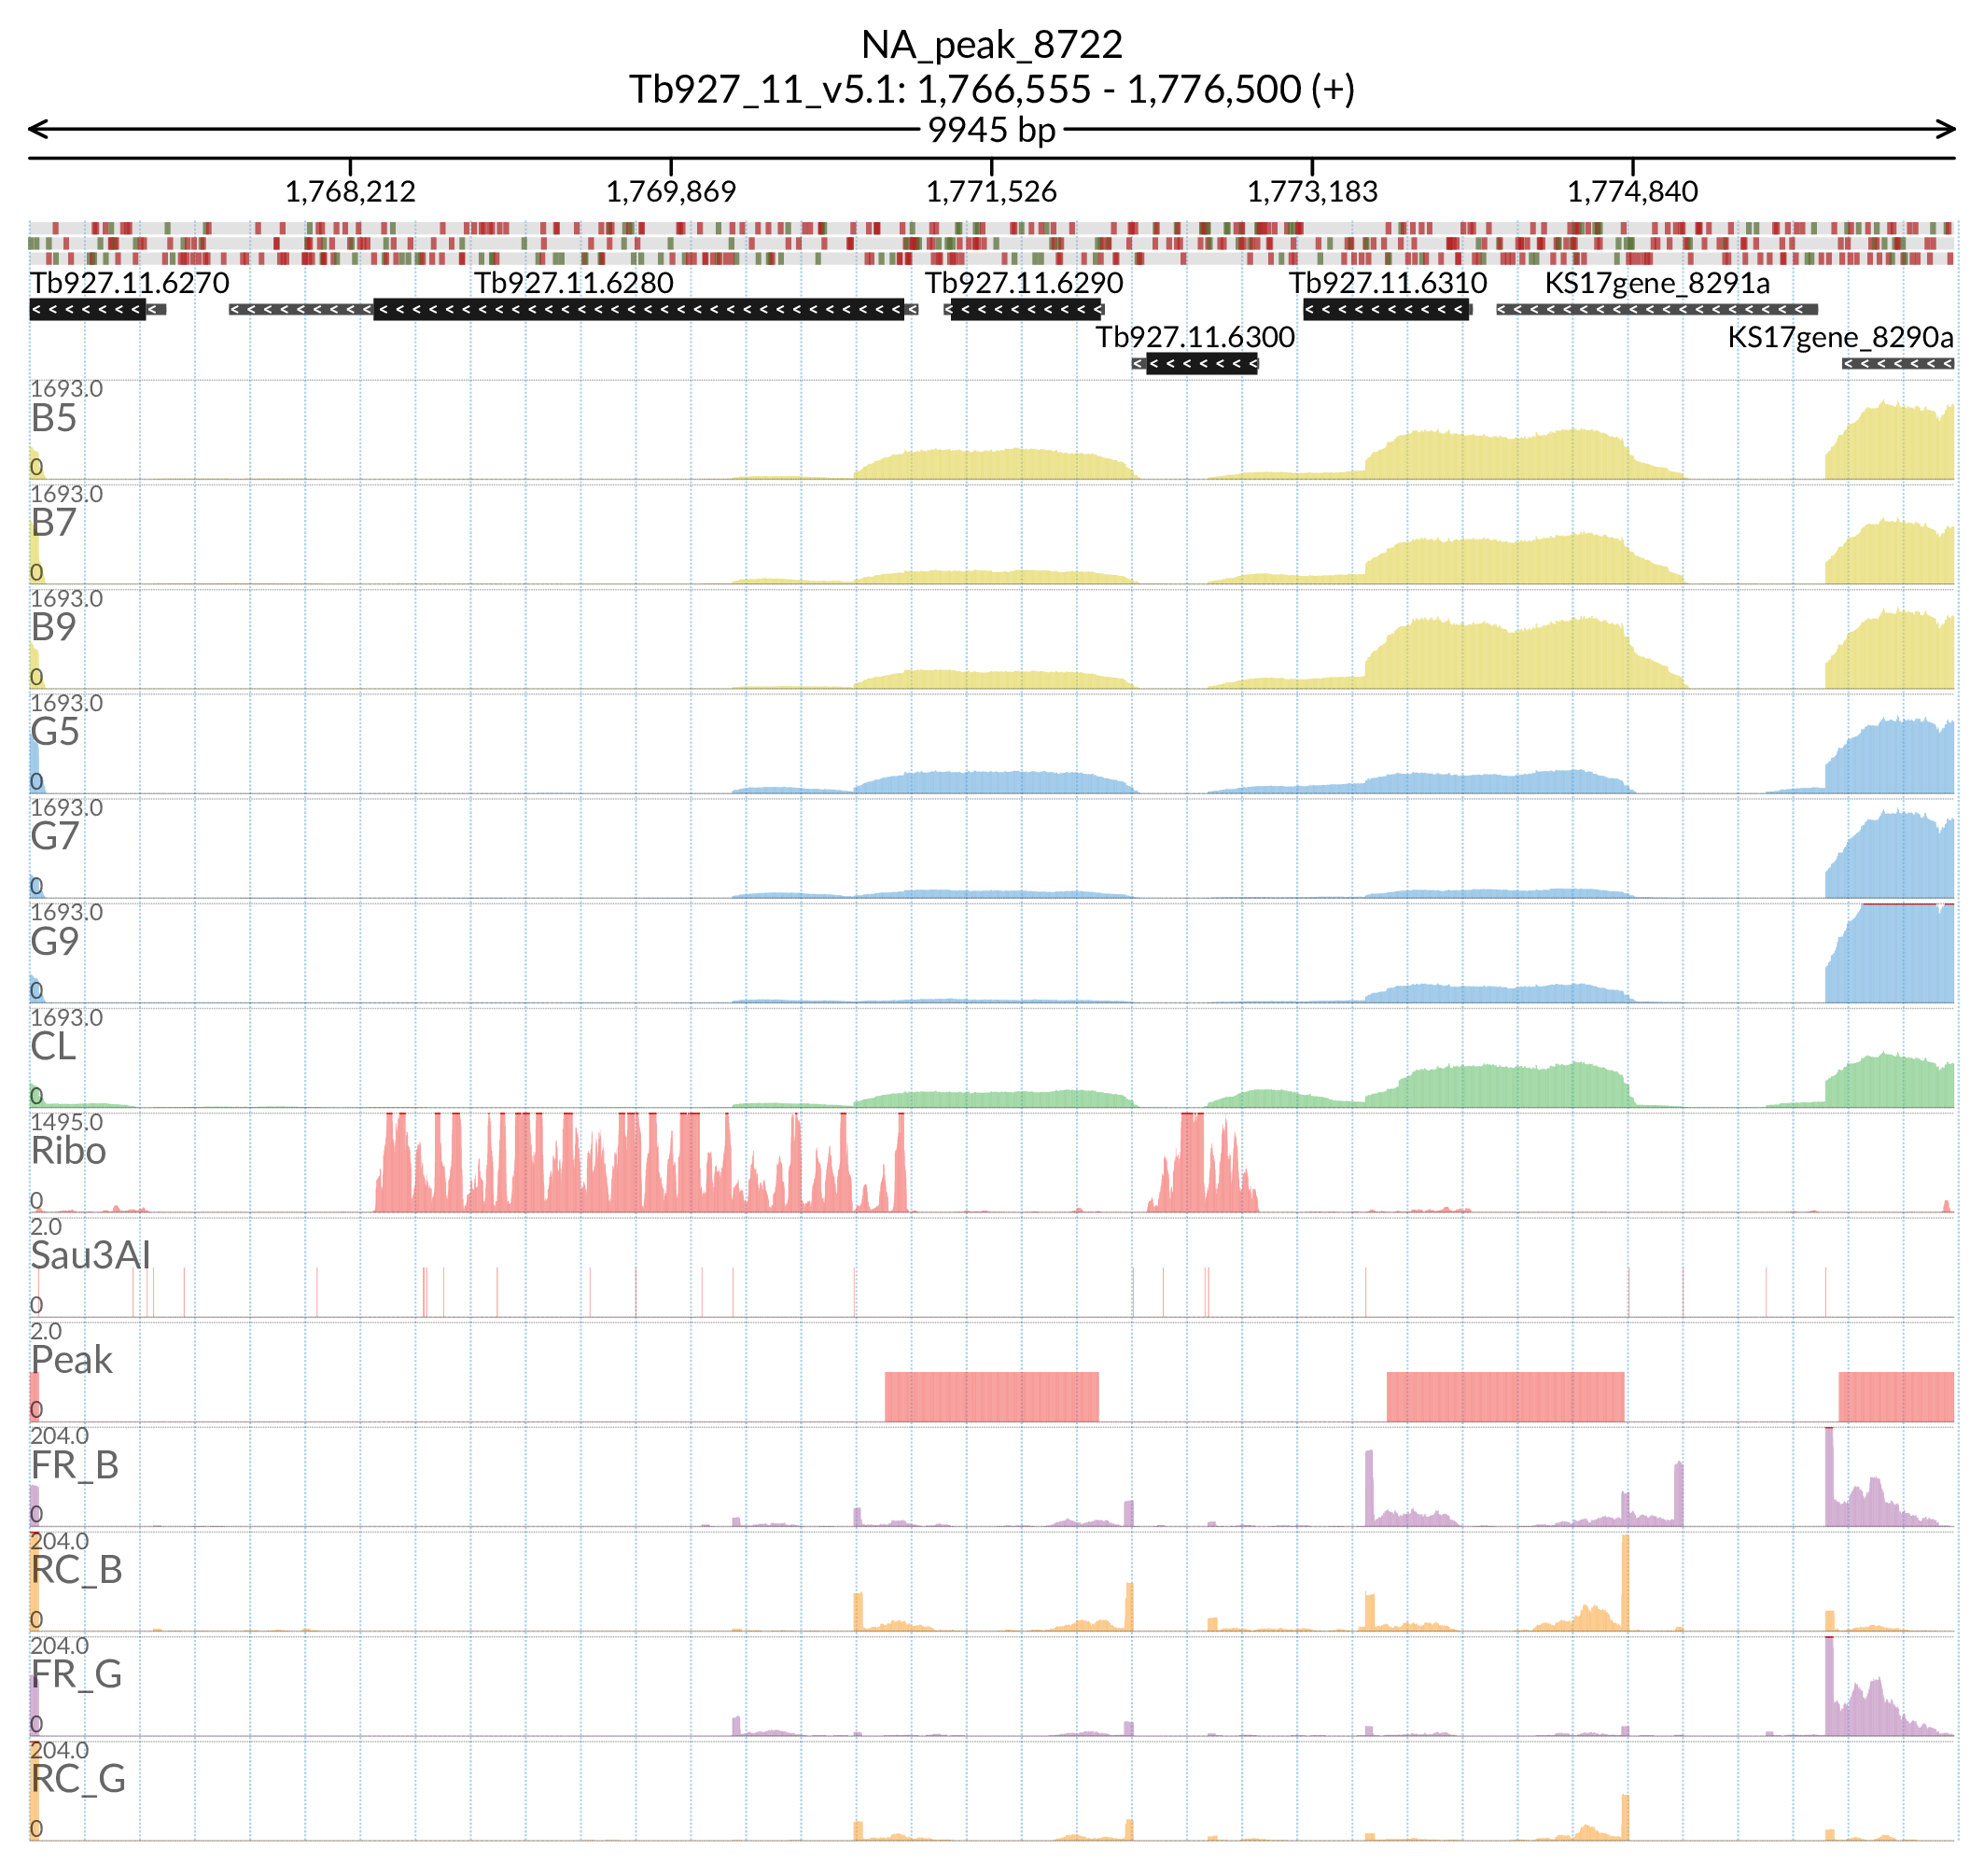 NA_peak_8722
Tb927_11_v5.1: 1,766,555 - 1,776,500 (+)
9945 bp
1,768,212 1,769,869 1,771,526 1,773,183 1,774,840
Tb927.11.6270 Tb927.11.6280 Tb927.11.6290 Tb927.11.6310 KS17gene_8291a
Tb927.11.6300 KS17gene_8290a
1693.0
B5
0
1693.0
B7
0
1693.0
B9
0
1693.0
G5
0
1693.0
G7
0
1693.0
G9
0
1693.0
CL
0
1495.0
Ribo
0
2.0
Sau3AI
0
2.0
Peak
0
204.0
FR_B
0
204.0
RC_B
0
204.0
FR_G
0
204.0
RC_G
0